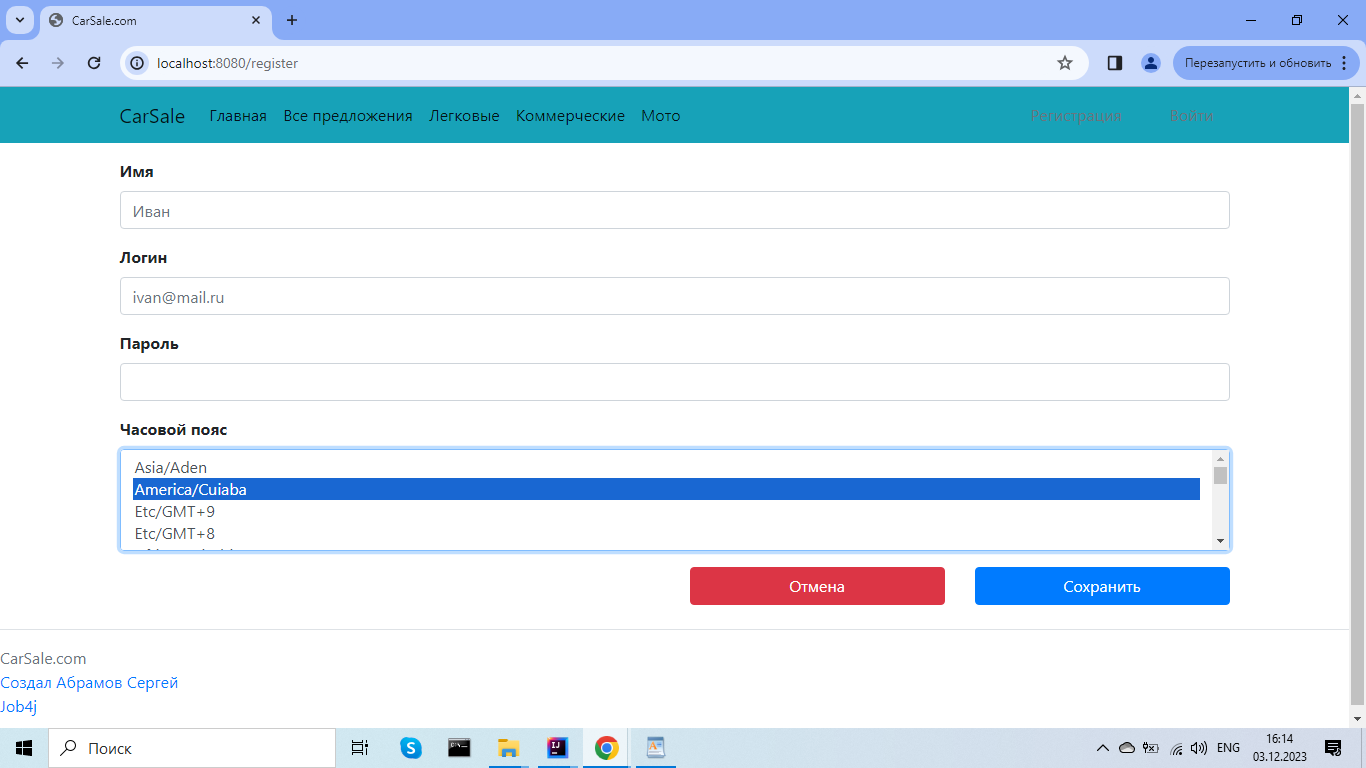 CarSale.com
localhost:8080/register
Перезапустить и обновить
CarSale Главная Все предложения Легковые Коммерческие Мото Регистрация Войти
Имя
Иван
Логин
ivan@mail.ru
Пароль
Часовой пояс
Asia/Aden
America/Cuiaba
Etc/GMT+9
Etc/GMT+8
Отмена Сохранить
CarSale.com
Создал Абрамов Сергей
Job4j
Поиск
ENG
16:14
03.12.2023